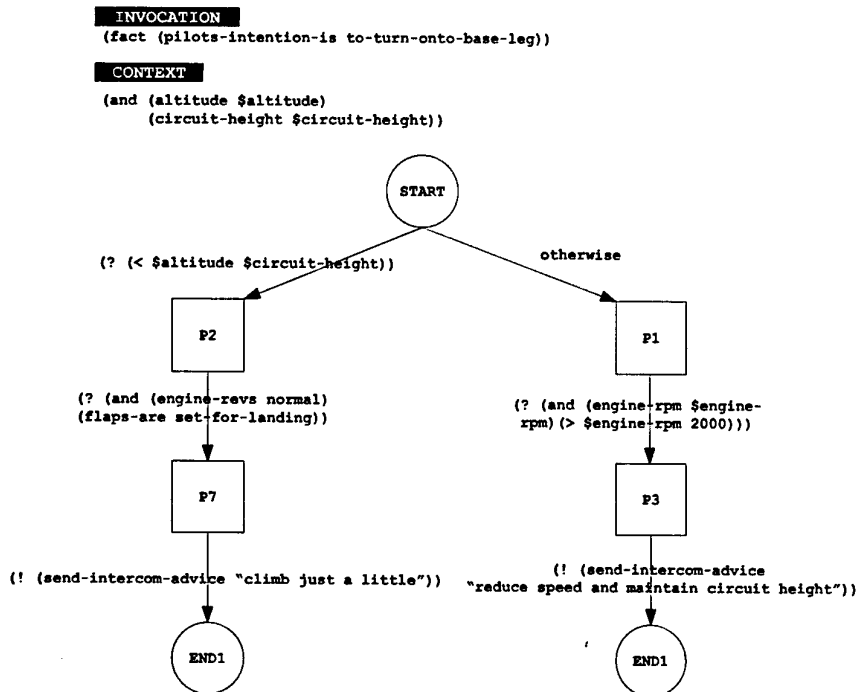 INVOCATION
(fact (pilots-intention-is to-turn-onto-base-leg))
CONTEXT
(and (altitude $altitude)
(circuit-height $circuit-height))
START
(? (< $altitude $circuit-height))
otherwise
P2
P1
(? (and (engine-revs normal)
(flaps-are set-for-landing))
(? (and (engine-rpm $engine-
rpm)(> $engine-rpm 2000)))
P7
P3
(! (send-intercom-advice “climb just a little”))
(! (send-intercom-advice
“reduce speed and maintain circuit height”))
END1
END1